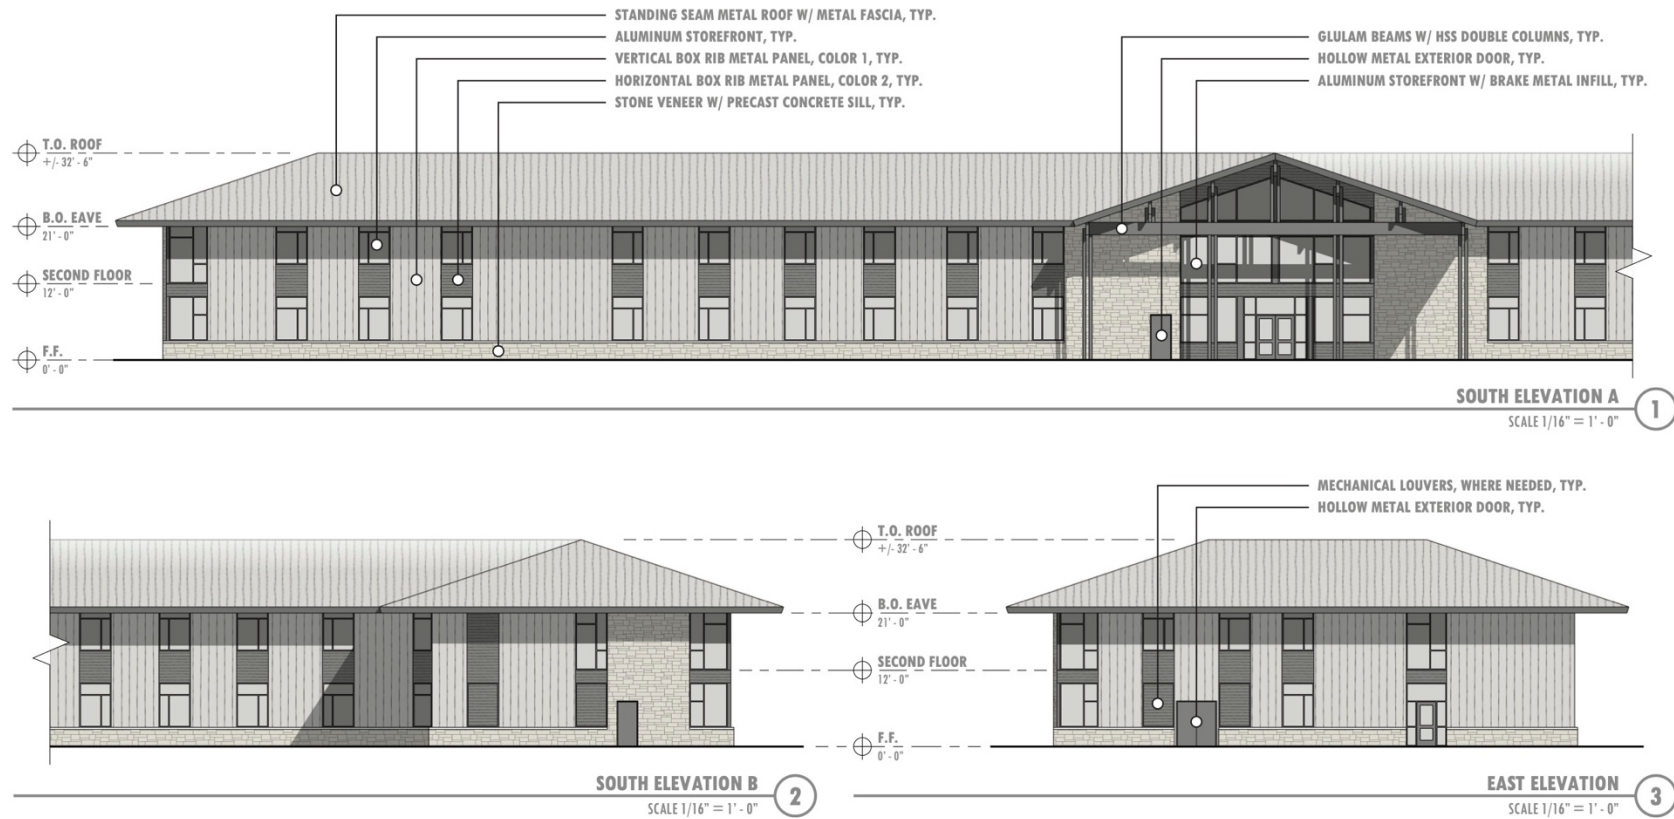 STANDING SEAM METAL ROOF W/ METAL FASCIA, TYP.
ALUMINUM STOREFRONT, TYP.
VERTICAL BOX RIB METAL PANEL, COLOR 1, TYP.
HORIZONTAL BOX RIB METAL PANEL, COLOR 2, TYP.
STONE VENEER W/ PRECAST CONCRETE SILL, TYP.
GLULAM BEAMS W/ HSS DOUBLE COLUMNS, TYP.
HOLLOW METAL EXTERIOR DOOR, TYP.
ALUMINUM STOREFRONT W/ BRAKE METAL INFILL, TYP.
T.O. ROOF
+/- 32' - 6"
B.O. EAVE
21' - 0"
SECOND FLOOR
12' - 0"
F.F.
0' - 0"
SOUTH ELEVATION A
1
SCALE 1/16" = 1' - 0"
MECHANICAL LOUVERS, WHERE NEEDED, TYP.
HOLLOW METAL EXTERIOR DOOR, TYP.
T.O. ROOF
+/- 32' - 6"
B.O. EAVE
21' - 0"
SECOND FLOOR
12' - 0"
F.F.
0' - 0"
SOUTH ELEVATION B
2
SCALE 1/16" = 1' - 0"
EAST ELEVATION
3
SCALE 1/16" = 1' - 0"